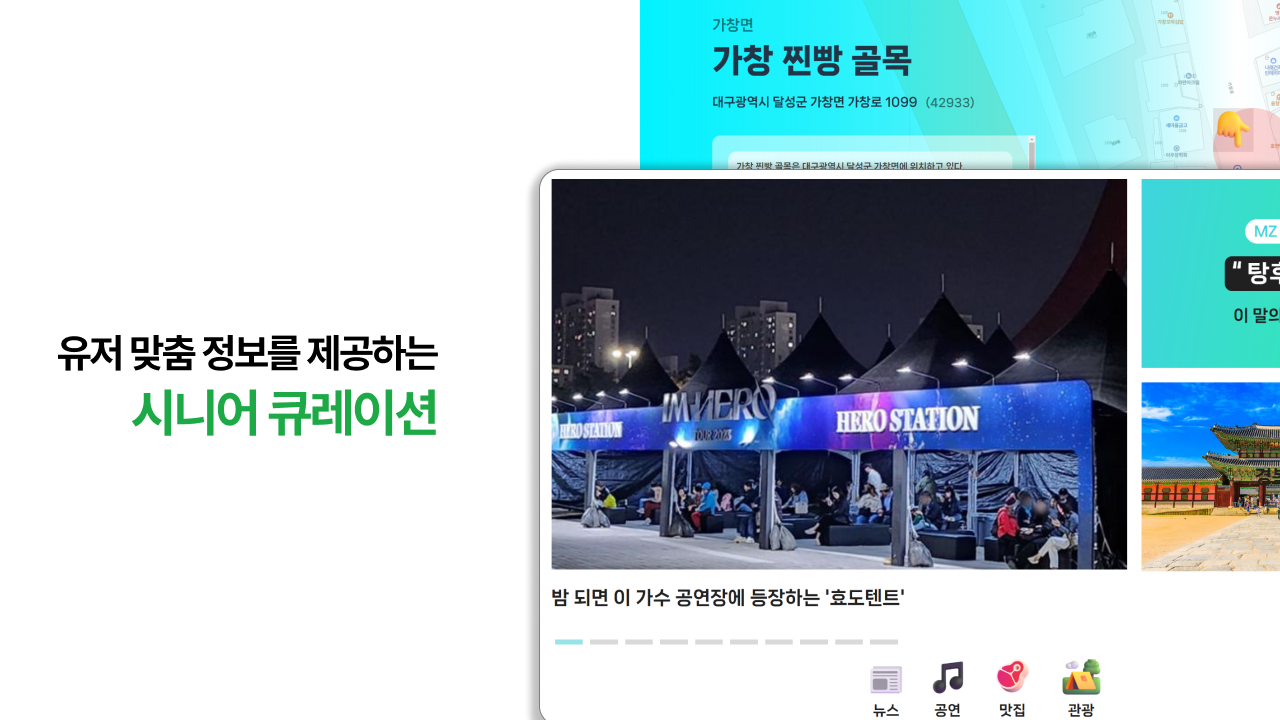 가창면
가창 찐빵 골목
대구광역시 달성군 가창면 가창로 1099 (42933)
가창 찐빵 골목은 대구광역시 달성군 가창면에 위치하고 있다.
유저 맞춤 정보를 제공하는
시니어 큐레이션
HERO STATION
IM HERO
TOUR 2023
HERO STATION
MZ
“ 탕후
이 말의
밤 되면 이 가수 공연장에 등장하는 '효도텐트'
뉴스
공연
맛집
관광